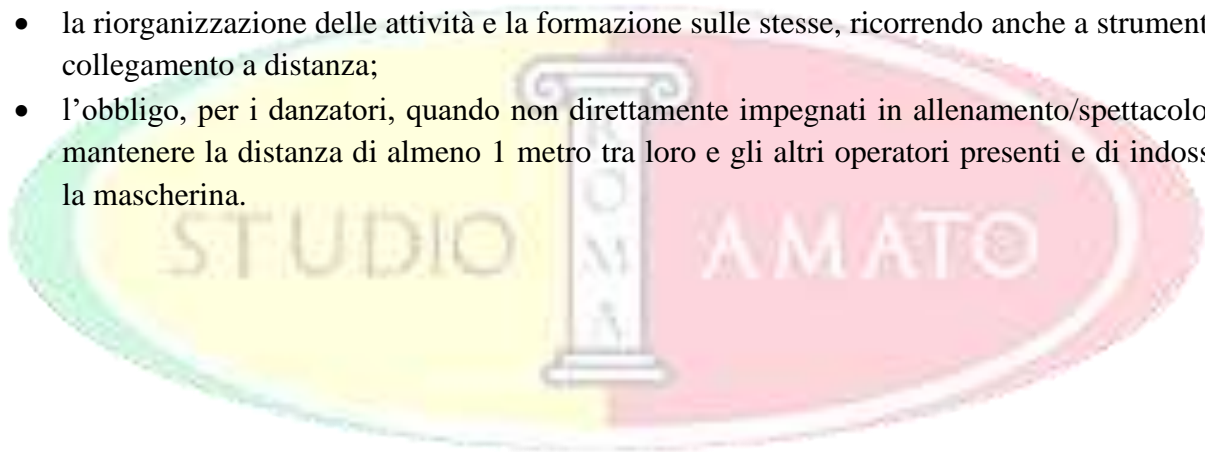 • la riorganizzazione delle attività e la formazione sulle stesse, ricorrendo anche a strument
collegamento a distanza;
• l’obbligo, per i danzatori, quando non direttamente impegnati in allenamento/spettacolo
mantenere la distanza di almeno 1 metro tra loro e gli altri operatori presenti e di indoss
la mascherina.
STUDIO ROMA AMATO